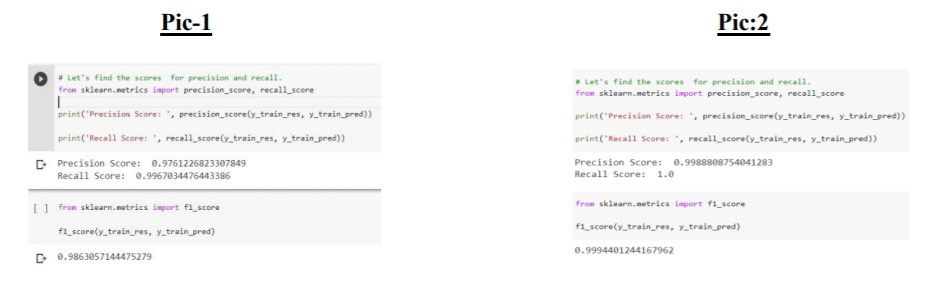 Pic-1
# Let's find the scores  for precision and recall.
from sklearn.metrics import precision_score, recall_score
print('Precision Score: ', precision_score(y_train_res, y_train_pred))
print('Recall Score: ', recall_score(y_train_res, y_train_pred))
Precision Score:  0.9761226823307849
Recall Score:  0.9967034476443386
[ ] from sklearn.metrics import f1_score
f1_score(y_train_res, y_train_pred)
0.9863057144475279
Pic:2
# Let's find the scores  for precision and recall.
from sklearn.metrics import precision_score, recall_score
print('Precision Score: ', precision_score(y_train_res, y_train_pred))
print('Recall Score: ', recall_score(y_train_res, y_train_pred))
Precision Score:  0.9988808754041283
Recall Score:  1.0
from sklearn.metrics import f1_score
f1_score(y_train_res, y_train_pred)
0.9994401244167962